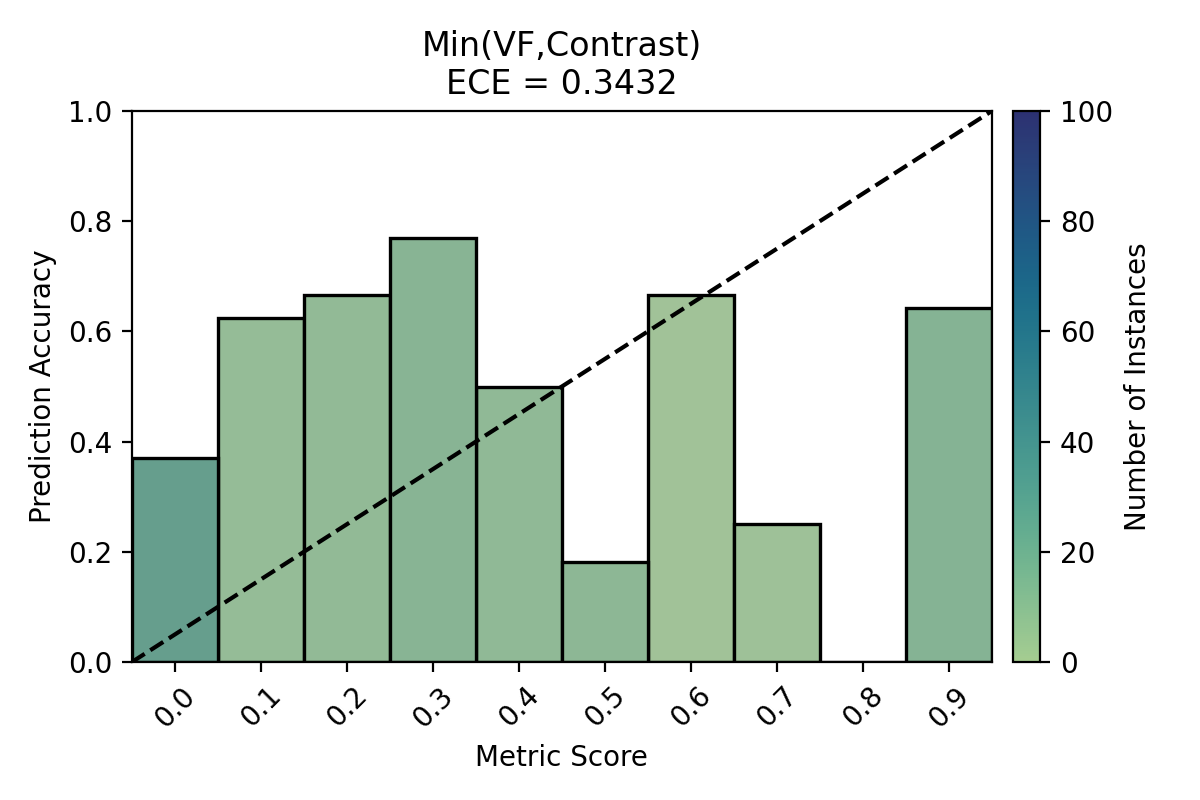 Min(VF,Contrast)
ECE = 0.3432
Prediction Accuracy
1.0
0.8
0.6
0.4
0.2
0.0
0.0 0.1 0.2 0.3 0.4 0.5 0.6 0.7 0.8 0.9
Metric Score
100
80
60
40
20
0
Number of Instances